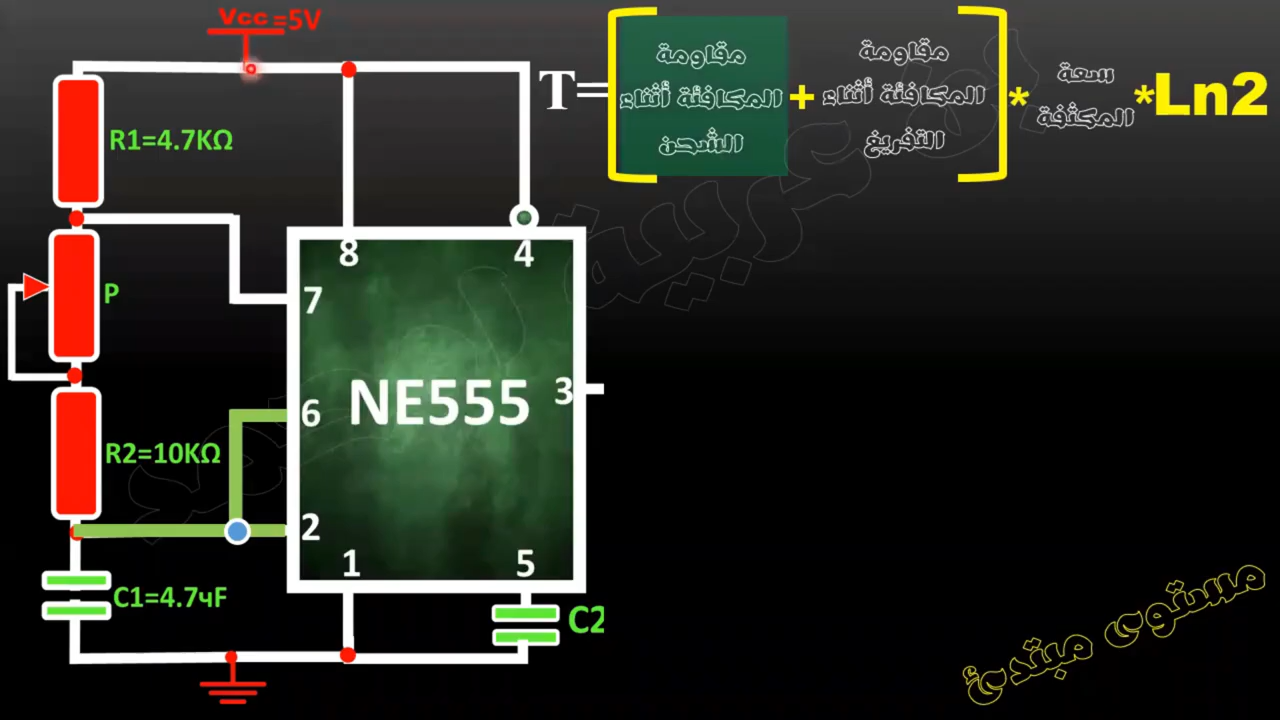 Vcc =5V
T=
مقاومة
المكافئة أثناء
الشحن
+
مقاومة
المكافئة أثناء
التفريغ
*
سعة
المكثفة
*Ln2
R1=4.7KΩ
8
4
7
P
NE555
3
6
R2=10KΩ
2
1
5
C1=4.7чF
C2
مستوى مبتدئ